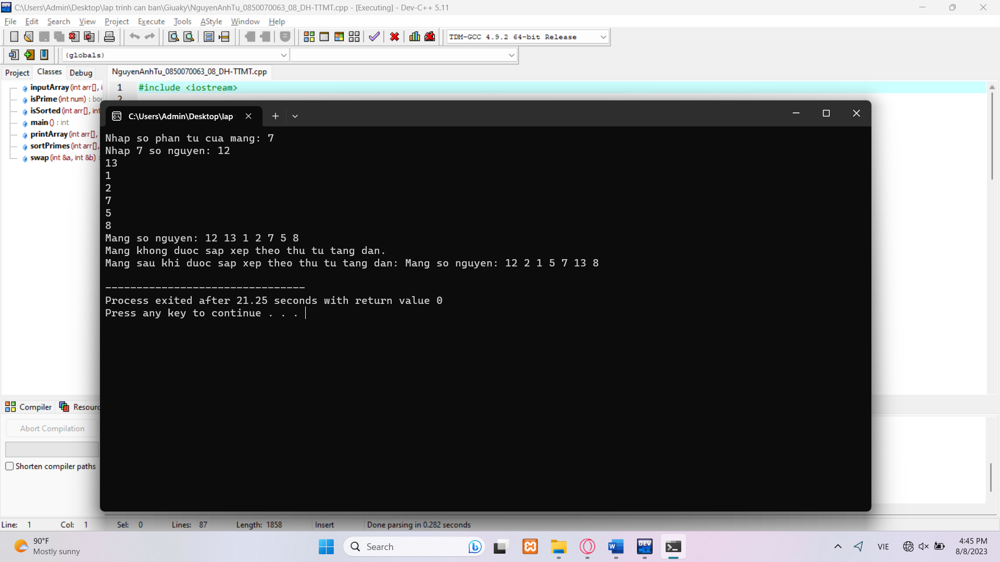 C:\Users\Admin\Desktop\lap trinh can ban\Giuaky\NguyenAnhTu_0850070063_08_DH-TTMT.cpp - [Executing] - Dev-C++ 5.11
File Edit Search View Project Execute Tools AStyle Window Help
TDM-GCC 4.9.2 64-bit Release
(globals)
Project Classes Debug
NguyenAnhTu_0850070063_08_DH-TTMT.cpp
inputArray (int arr[], i
isPrime (int num) : boo
isSorted (int arr[], int
main () : int
printArray (int arr[],
sortPrimes (int arr[],
swap (int &a, int &b) :
1 #include <iostream>
2
C:\Users\Admin\Desktop\lap
Nhap so phan tu cua mang: 7
Nhap 7 so nguyen: 12
13
1
2
7
5
8
Mang so nguyen: 12 13 1 2 7 5 8
Mang khong duoc sap xep theo thu tu tang dan.
Mang sau khi duoc sap xep theo thu tu tang dan: Mang so nguyen: 12 2 1 5 7 13 8
--------------------------------
Process exited after 21.25 seconds with return value 0
Press any key to continue . . .
Compiler Resourc
Abort Compilation
Shorten compiler paths
Line: 1 Col: 1 Sel: 0 Lines: 87 Length: 1858 Insert Done parsing in 0.282 seconds
90°F
Mostly sunny
Search
DEV
VIE
4:45 PM
8/8/2023